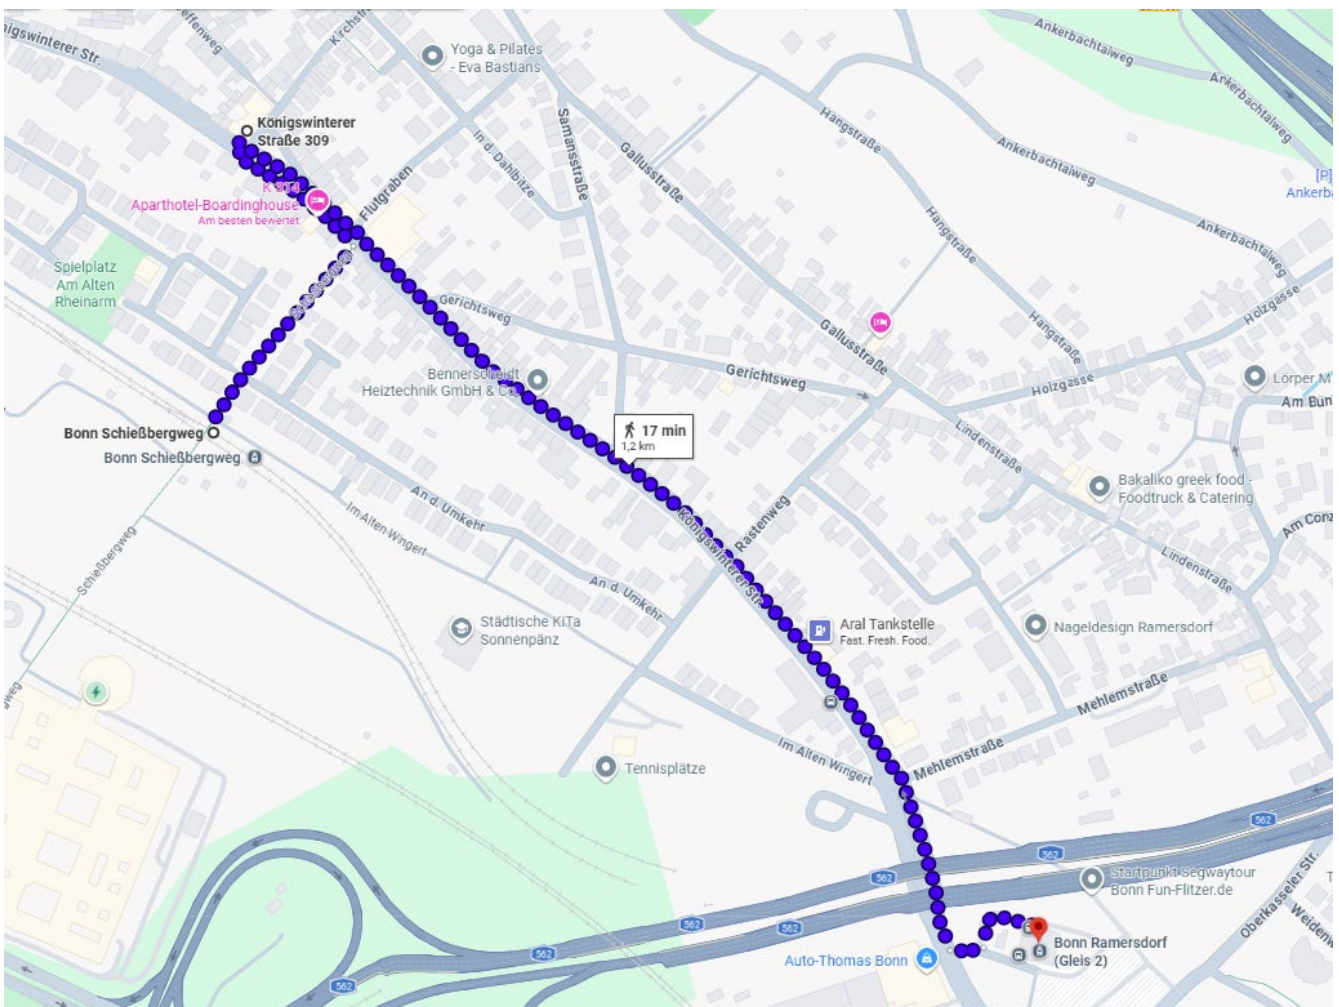 Königswinterer
Straße 309
Yoga & Pilates
- Eva Bastians
Kirchstr
Ankerbachtalweg
Ankerbachtalweg
Ankerbachtalweg
Ankerbachtalweg
Hangstraße
Hangstraße
Hangstraße
Samansstraße
In d. Dahlbitze
Gallusstraße
Gallusstraße
Flutgraben
[P]
Aparthotel-Boardinghouse
Am besten bewertet
Spielplatz
Am Alten
Rheinarm
Gerichtsweg
Gerichtsweg
Holzgasse
Holzgasse
Bennerscheidt
Heiztechnik GmbH & Co.
17 min
1,2 km
Bonn Schießbergweg
Bonn Schießbergweg
Schießbergweg
An d. Umkehr
An d. Umkehr
Im Alten Wingert
Im Alten Wingert
Königswinterer Str.
Rastenweg
Lindenstraße
Lindenstraße
Bakaliko greek food -
Foodtruck & Catering
Städtische KiTa
Sonnenpänz
Aral Tankstelle
Fast. Fresh. Food.
Nageldesign Ramersdorf
Mehlemstraße
Mehlemstraße
Tennisplätze
562
562
562
562
562
562
Startpunkt Segwaytour
Bonn Fun-Flitzer.de
Oberkasseler Str.
Auto-Thomas Bonn
Bonn Ramersdorf
(Gleis 2)